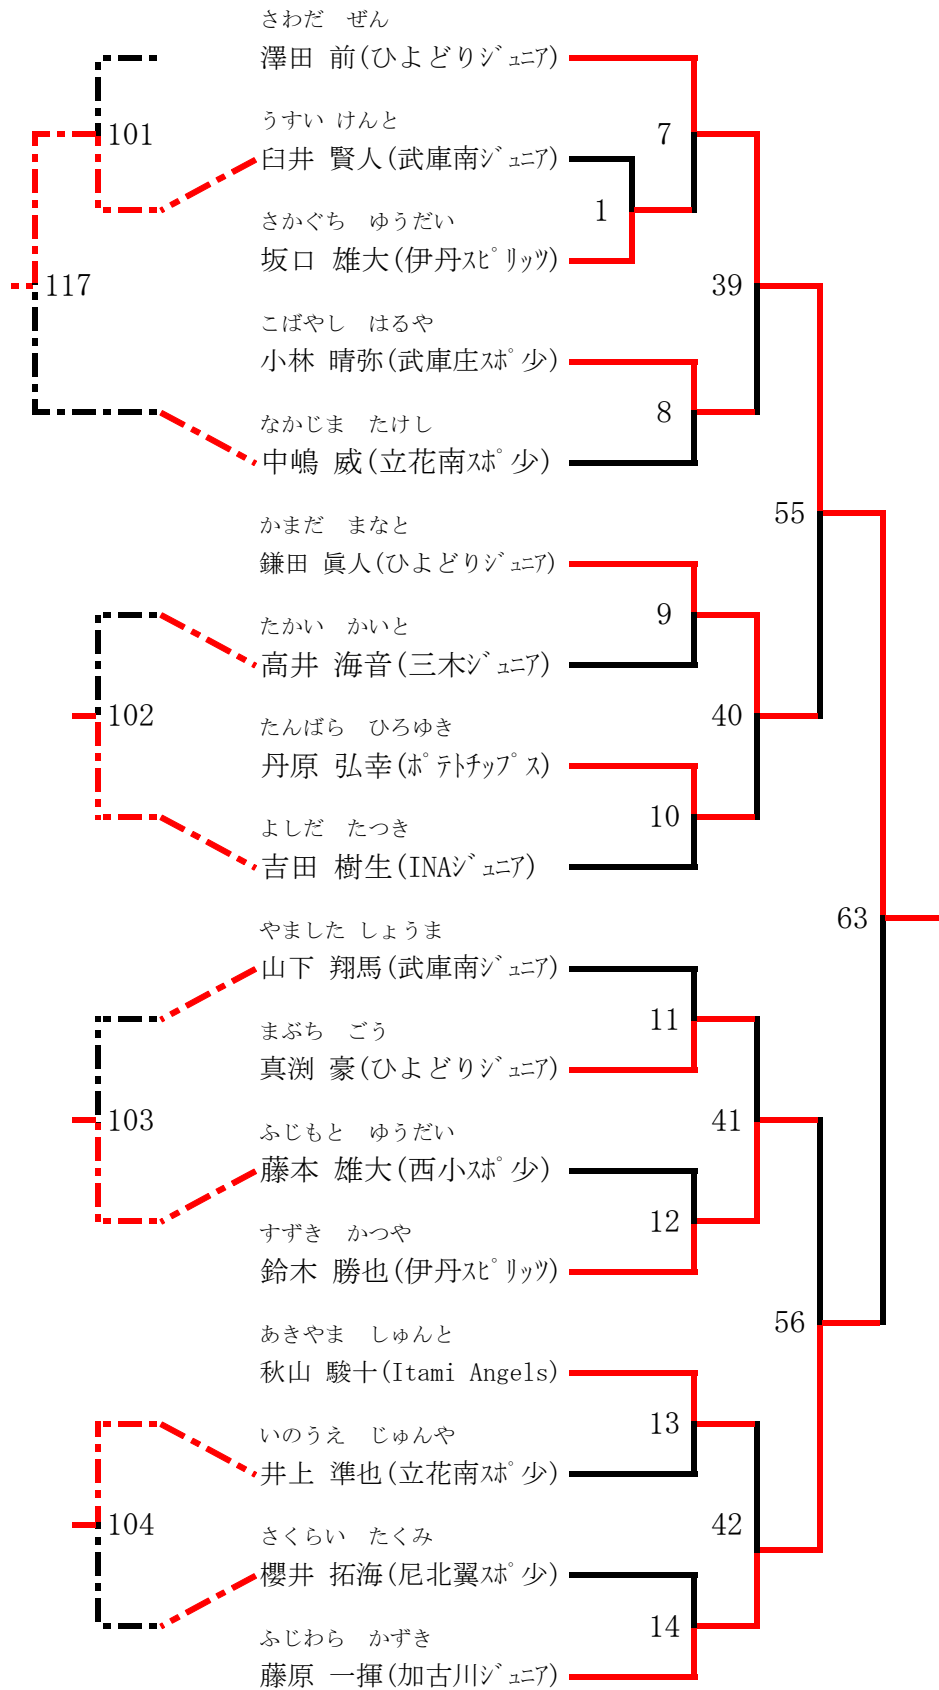 さわだ　ぜん
澤田 前(ひよどりｼﾞｭﾆｱ)
101
7
うすい けんと
臼井 賢人(武庫南ｼﾞｭﾆｱ)
1
さかぐち　ゆうだい
坂口 雄大(伊丹ｽﾋﾟﾘｯﾂ)
117
39
こばやし　はるや
小林 晴弥(武庫庄ｽﾎﾟ少)
8
なかじま　たけし
中嶋 威(立花南ｽﾎﾟ少)
55
かまだ　まなと
鎌田 眞人(ひよどりｼﾞｭﾆｱ)
9
たかい　かいと
高井 海音(三木ｼﾞｭﾆｱ)
102
40
たんばら　ひろゆき
丹原 弘幸(ﾎﾟﾃﾄﾁｯﾌﾟｽ)
10
よしだ　たつき
吉田 樹生(INAｼﾞｭﾆｱ)
63
やました しょうま
山下 翔馬(武庫南ｼﾞｭﾆｱ)
11
まぶち　ごう
真渕 豪(ひよどりｼﾞｭﾆｱ)
103
41
ふじもと　ゆうだい
藤本 雄大(西小ｽﾎﾟ少)
12
すずき　かつや
鈴木 勝也(伊丹ｽﾋﾟﾘｯﾂ)
56
あきやま　しゅんと
秋山 駿十(Itami Angels)
13
いのうえ　じゅんや
井上 準也(立花南ｽﾎﾟ少)
104
42
さくらい　たくみ
櫻井 拓海(尼北翼ｽﾎﾟ少)
14
ふじわら　かずき
藤原 一揮(加古川ｼﾞｭﾆｱ)